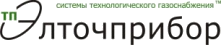 системы технологического газоснабжения™
ТП Элточприбор